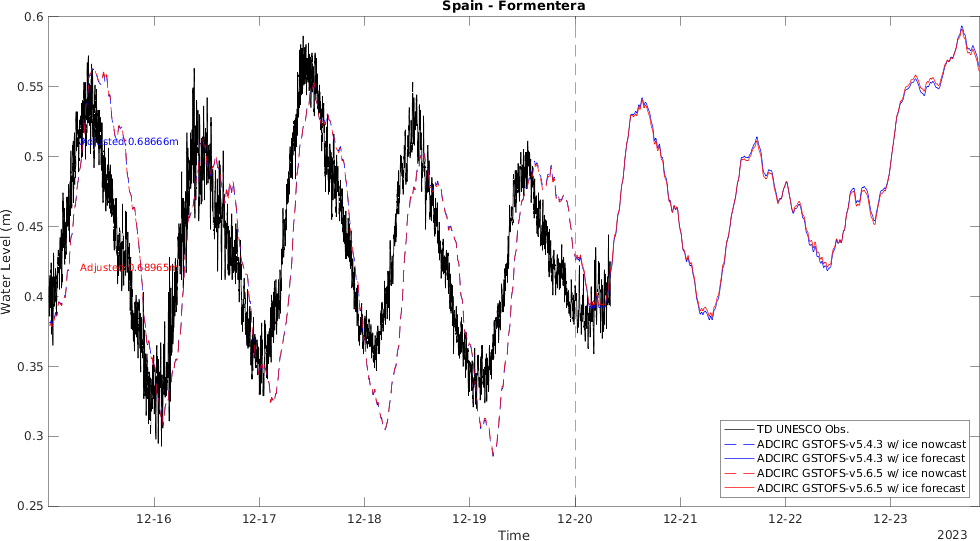 Spain - Formentera
0.6
0.55
0.5
0.45
0.4
0.35
0.3
0.25
Water Level (m)
Adjusted:0.68666m
Adjusted:0.68965m
TD UNESCO Obs.
ADCIRC GSTOFS-v5.4.3 w/ ice nowcast
ADCIRC GSTOFS-v5.4.3 w/ ice forecast
ADCIRC GSTOFS-v5.6.5 w/ ice nowcast
ADCIRC GSTOFS-v5.6.5 w/ ice forecast
12-16 12-17 12-18 12-19 12-20 12-21 12-22 12-23
Time
2023